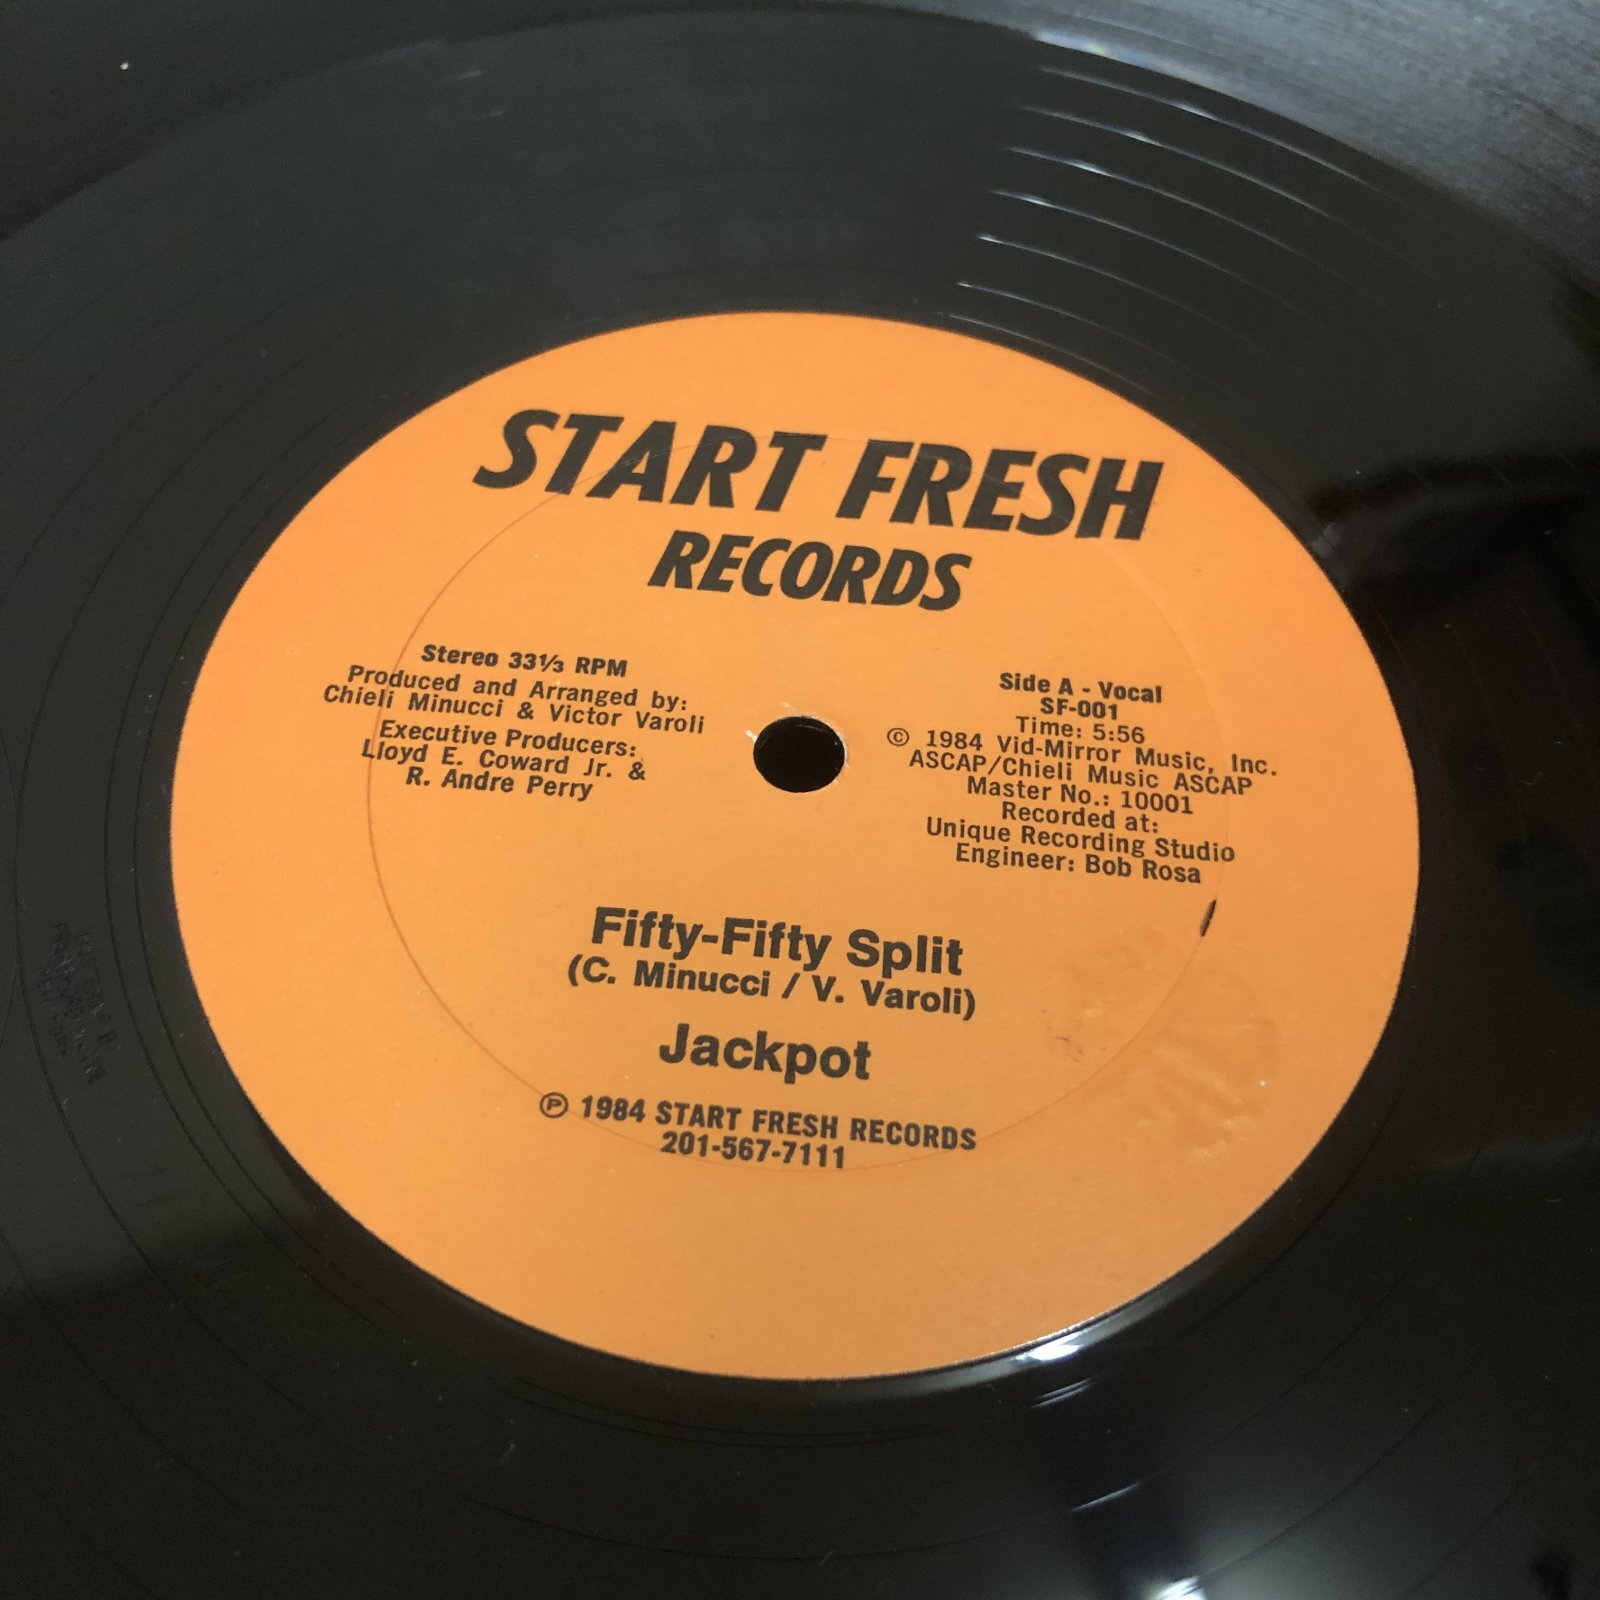 START FRESH
RECORDS
Stereo 33⅓ RPM
Produced and Arranged by:
Chieli Minucci & Victor Varoli
Executive Producers:
Lloyd E. Coward Jr. &
R. Andre Perry
Side A - Vocal
SF-001
Time: 5:56
© 1984 Vid-Mirror Music, Inc.
ASCAP/Chieli Music ASCAP
Master No.: 10001
Recorded at:
Unique Recording Studio
Engineer: Bob Rosa
Fifty-Fifty Split
(C. Minucci / V. Varoli)
Jackpot
℗ 1984 START FRESH RECORDS
201-567-7111